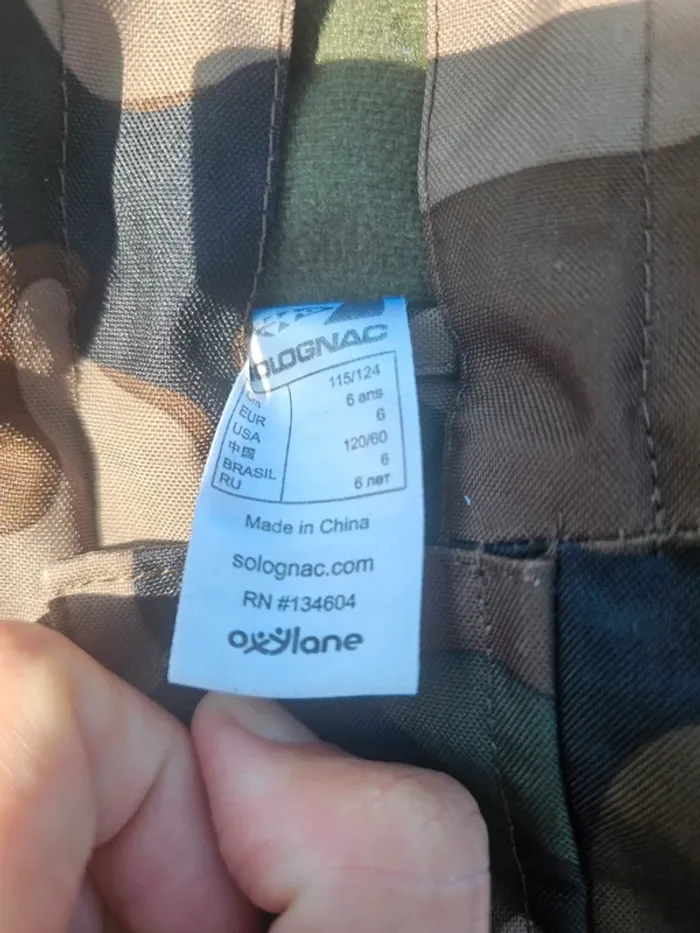 SOLOGNAC
cm 115/124
EUR 6 ans
USA 6
中国 120/60
BRASIL 6
RU 6 лет
Made in China
solognac.com
RN #134604
oxylane